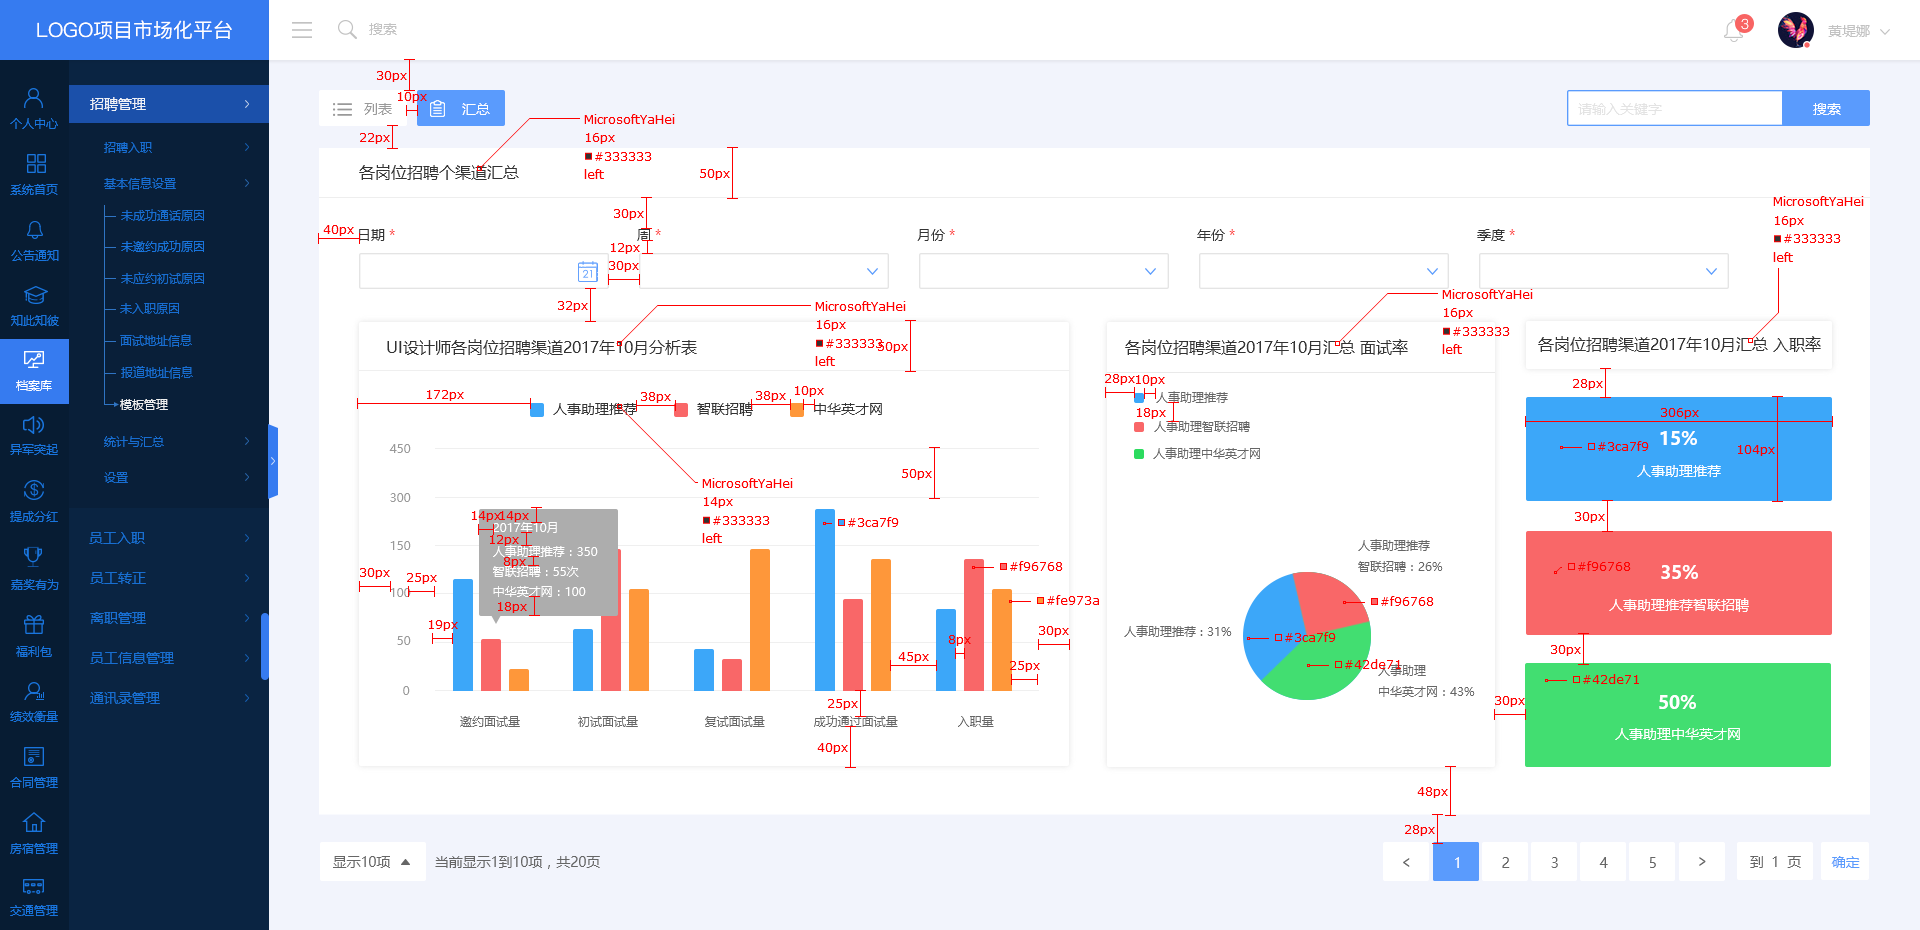 LOGO项目市场化平台
搜索
3
黄堤娜
个人中心
系统首页
公告通知
知此知彼
档案库
异军突起
提成分红
嘉奖有为
福利包
绩效衡量
合同管理
房宿管理
交通管理
招聘管理
招聘入职
基本信息设置
未成功通话原因
未邀约成功原因
未应约初试原因
未入职原因
面试地址信息
报道地址信息
模板管理
统计与汇总
设置
员工入职
员工转正
离职管理
员工信息管理
通讯录管理
30px
10px
列表
汇总
22px
请输入关键字
搜索
MicrosoftYaHei
16px
#333333
left
各岗位招聘个渠道汇总
50px
MicrosoftYaHei
16px
#333333
left
30px
40px
日期 *
周 *
月份 *
年份 *
季度 *
12px
30px
21
32px
MicrosoftYaHei
16px
#333333
left
50px
MicrosoftYaHei
16px
#333333
left
UI设计师各岗位招聘渠道2017年10月分析表
172px
人事助理推荐
38px
智联招聘
38px
10px
中华英才网
450
300
150
100
50
0
50px
MicrosoftYaHei
14px
#333333
left
14px
14px
2017年10月
12px
人事助理推荐：350
8px
智联招聘：55次
中华英才网：100
18px
30px
25px
19px
#3ca7f9
#f96768
#fe973a
8px
30px
45px
25px
25px
40px
邀约面试量
初试面试量
复试面试量
成功通过面试量
入职量
各岗位招聘渠道2017年10月汇总 面试率
28px
10px
人事助理推荐
18px
人事助理智联招聘
人事助理中华英才网
人事助理推荐
智联招聘：26%
#f96768
人事助理推荐：31%
#3ca7f9
#42de71
人事助理
中华英才网：43%
各岗位招聘渠道2017年10月汇总 入职率
28px
306px
15%
#3ca7f9
104px
人事助理推荐
30px
#f96768
35%
人事助理推荐智联招聘
30px
#42de71
50%
人事助理中华英才网
30px
48px
28px
显示10项
当前显示1到10项，共20页
<
1
2
3
4
5
>
到 1 页
确定